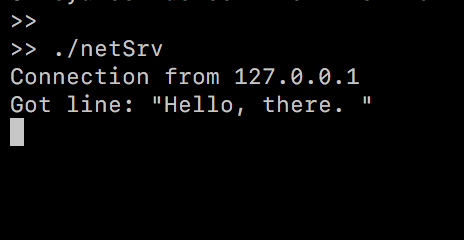 >>
>> ./netSrv
Connection from 127.0.0.1
Got line: "Hello, there. "